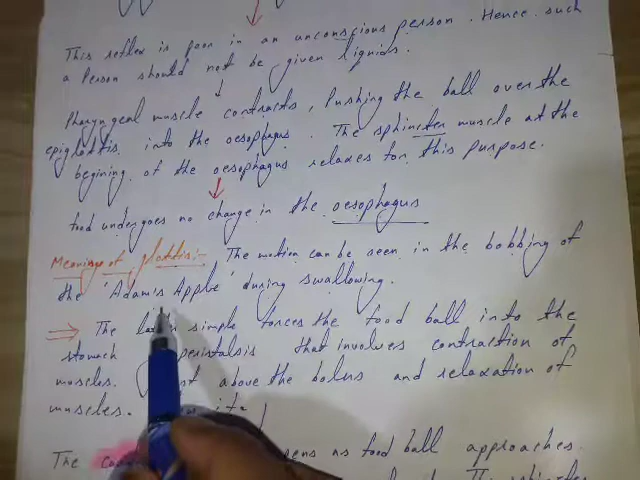 This reflex is poor in an unconscious person. Hence such
a Person should not be given liquids.
Pharyngeal muscle contracts, Pushing the ball over the
epiglottis into the oesophagus. The sphincter muscle at the
begining of the oesophagus relaxes for this purpose.
food undergoes no change in the oesophagus
Meaning of glottis:- The motion can be seen in the bobbing of
the 'Adam's Apple' during swallowing.
The simple forces the food ball into the
stomach peristalsis that involves contraction of
muscles. above the bolus and relaxation of
muscles.
The as food ball approaches.
The